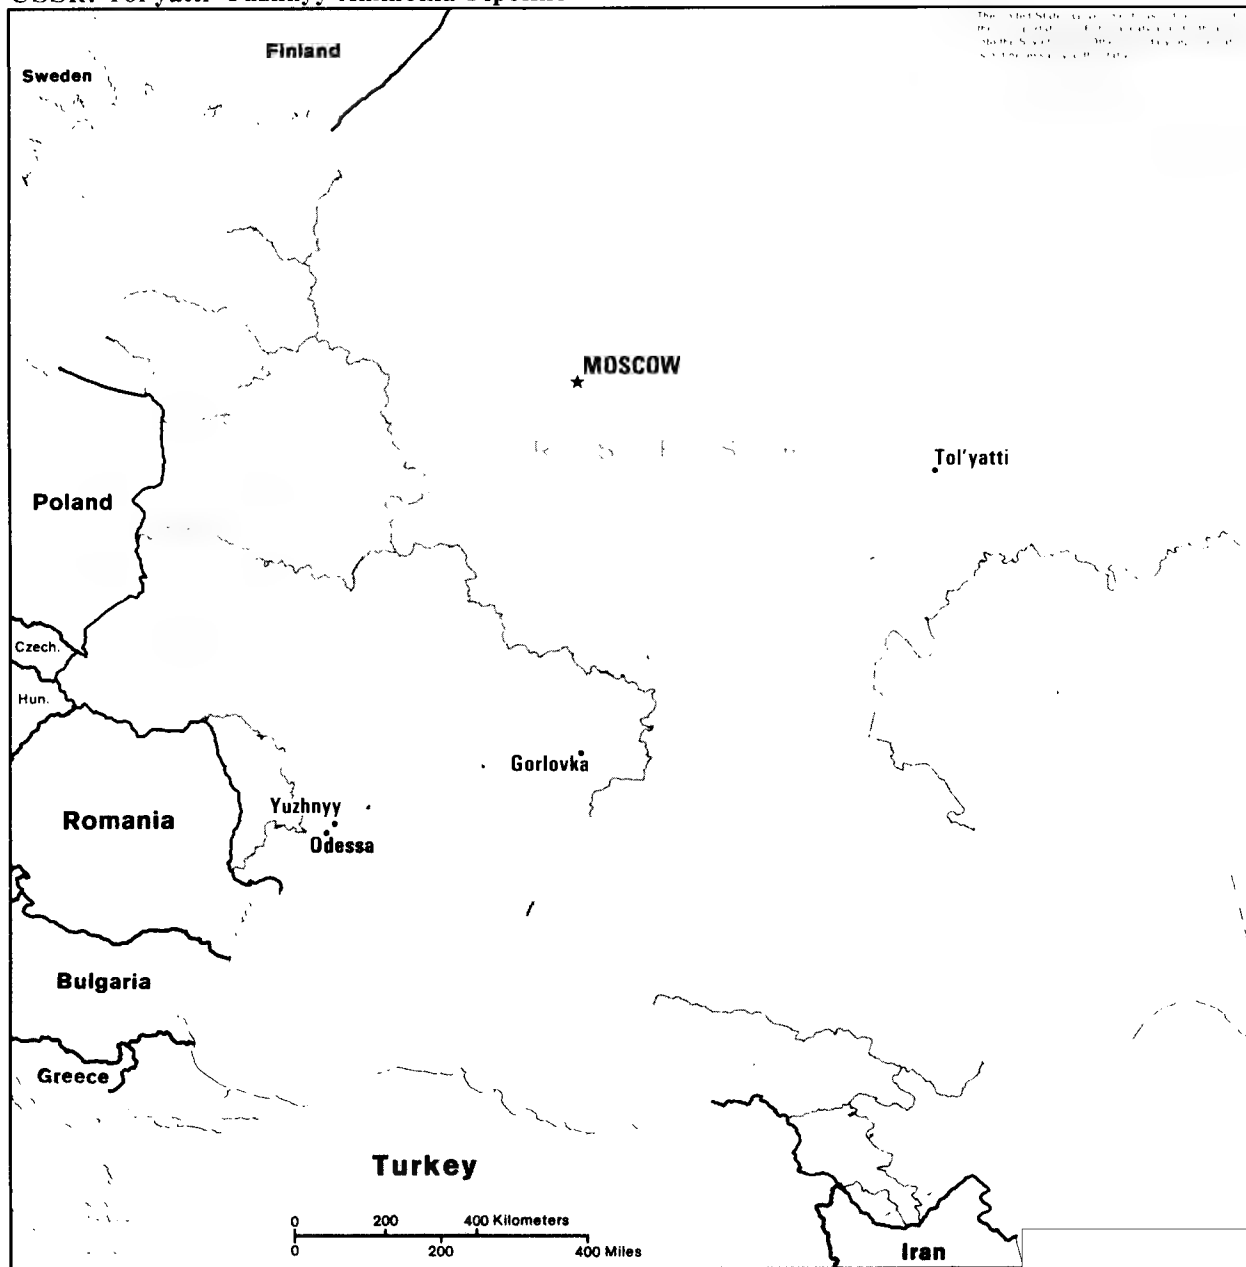 Finland
Sweden
MOSCOW
R S F S R
Tol'yatti
Poland
Czech.
Hun.
Gorlovka
Yuzhnyy
Romania
Odessa
Bulgaria
Greece
Turkey
0 200 400 Kilometers
0 200 400 Miles
Iran